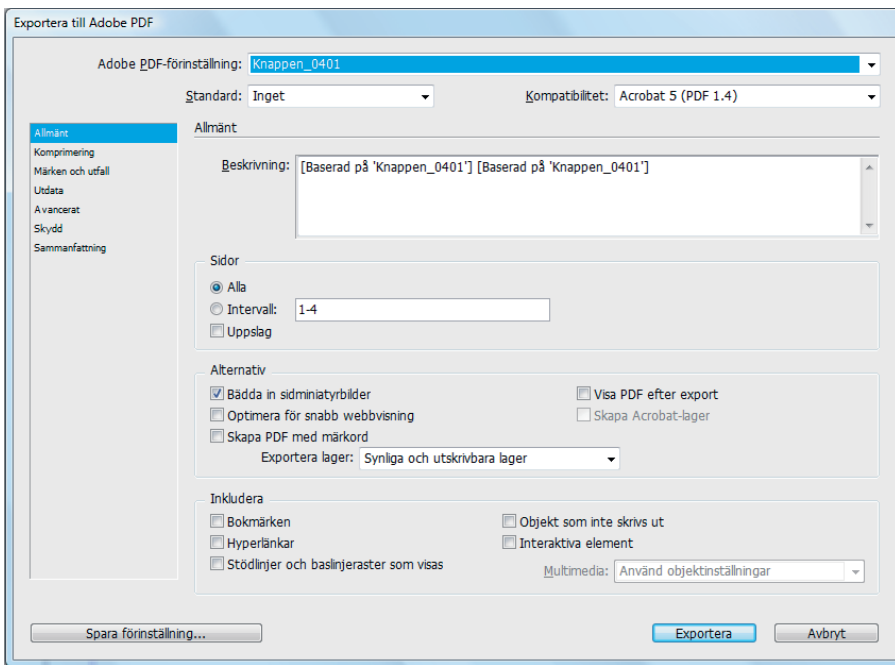 Exportera till Adobe PDF
Adobe PDF-förinställning: Knappen_0401
Standard: Inget Kompatibilitet: Acrobat 5 (PDF 1.4)
Allmänt
Komprimering
Märken och utfall
Utdata
Avancerat
Skydd
Sammanfattning
Allmänt
Beskrivning: [Baserad på 'Knappen_0401'] [Baserad på 'Knappen_0401']
Sidor
Alla
Intervall: 1-4
Uppslag
Alternativ
Bädda in sidminiatyrbilder Visa PDF efter export
Optimera för snabb webbvisning Skapa Acrobat-lager
Skapa PDF med märkord
Exportera lager: Synliga och utskrivbara lager
Inkludera
Bokmärken Objekt som inte skrivs ut
Hyperlänkar Interaktiva element
Stödlinjer och baslinjeraster som visas
Multimedia: Använd objektinställningar
Spara förinställning... Exportera Avbryt